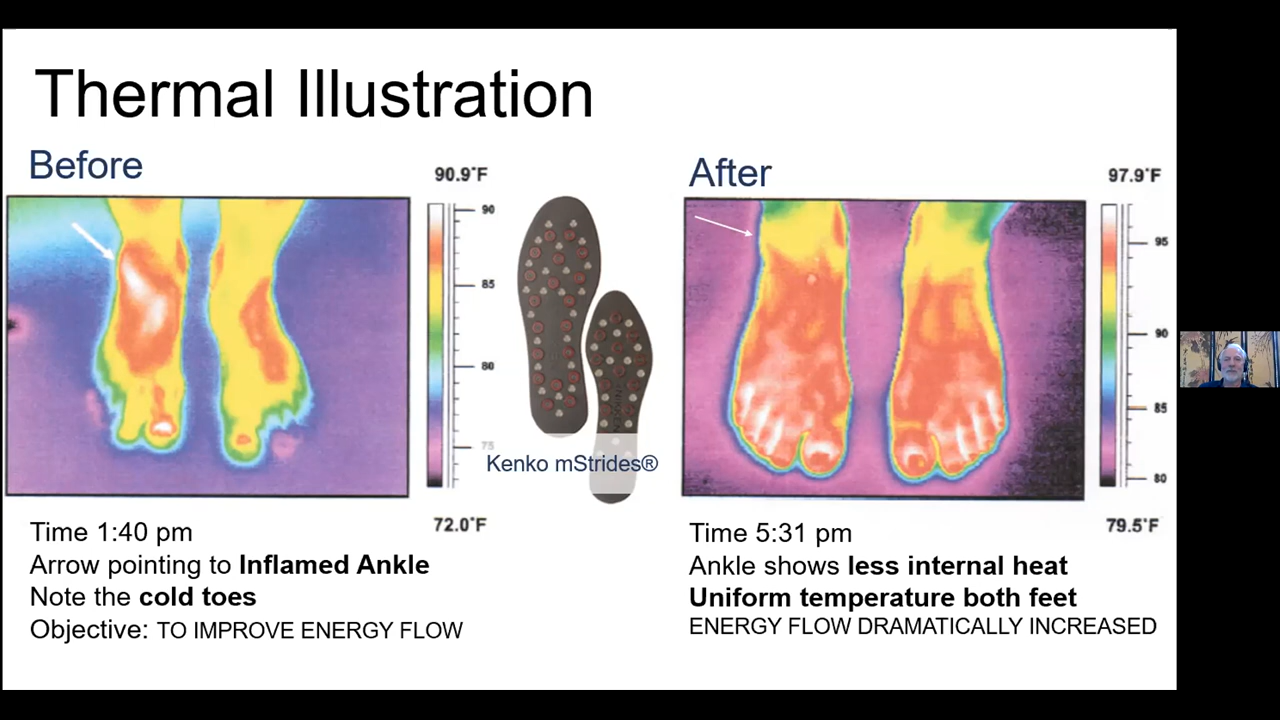 Thermal Illustration
Before
90.9°F
90
85
80
75
72.0°F
Kenko mStrides®
After
97.9°F
95
90
85
80
79.5°F
Time 1:40 pm
Arrow pointing to Inflamed Ankle
Note the cold toes
Objective: TO IMPROVE ENERGY FLOW
Time 5:31 pm
Ankle shows less internal heat
Uniform temperature both feet
ENERGY FLOW DRAMATICALLY INCREASED